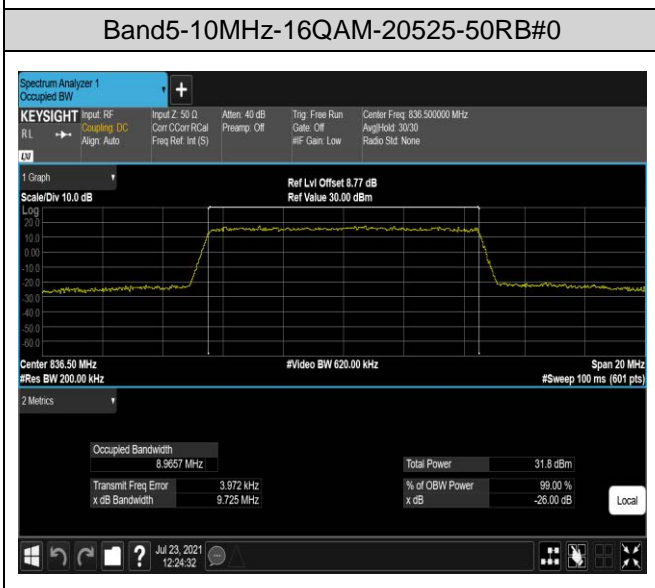 Band5-10MHz-16QAM-20525-50RB#0
Spectrum Analyzer 1
Occupied BW
+
KEYSIGHT Input: RF Input Z: 50 Ω Atten: 40 dB Trig: Free Run Center Freq: 836.500000 MHz
R L Coupling: DC Corr CCorr RCal Preamp: Off Gate: Off Avg|Hold: 30/30
Align: Auto Freq Ref: Int (S) #IF Gain: Low Radio Std: None
LXI
1 Graph Ref Lvl Offset 8.77 dB
Scale/Div 10.0 dB Ref Value 30.00 dBm
Log
20.0
10.0
0.00
-10.0
-20.0
-30.0
-40.0
-50.0
-60.0
Center 836.50 MHz #Video BW 620.00 kHz Span 20 MHz
#Res BW 200.00 kHz #Sweep 100 ms (601 pts)
2 Metrics
Occupied Bandwidth
8.9657 MHz Total Power 31.8 dBm
Transmit Freq Error 3.972 kHz % of OBW Power 99.00 %
x dB Bandwidth 9.725 MHz x dB -26.00 dB
Local
? Jul 23, 2021
12:24:32